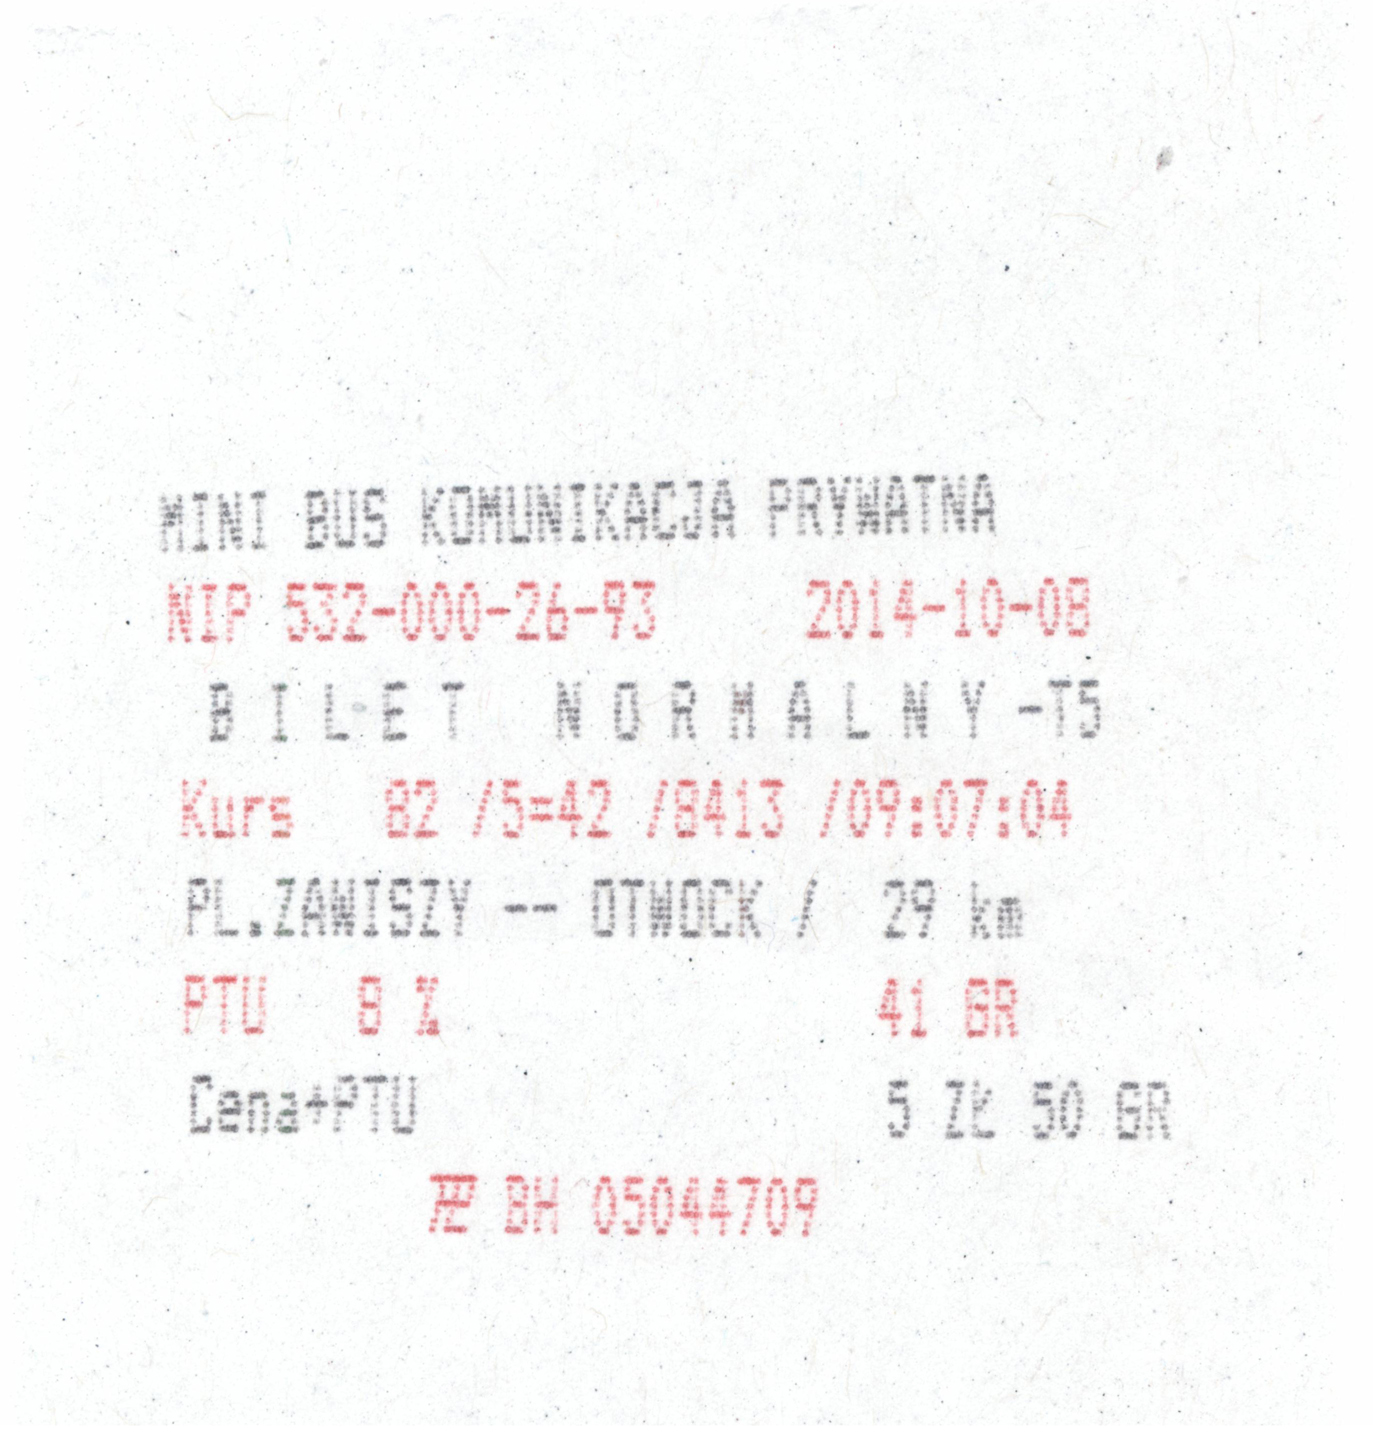 MINI BUS KOMUNIKACJA PRYWATNA
NIP 532-000-26-93 2014-10-08
BILET NORMALNY-T5
Kurs 82 /5=42 /8413 /09:07:04
PL.ZAWISZY -- OTWOCK / 29 km
PTU 8 % 41 GR
Cena+PTU 5 ZŁ 50 GR
BH 05044709